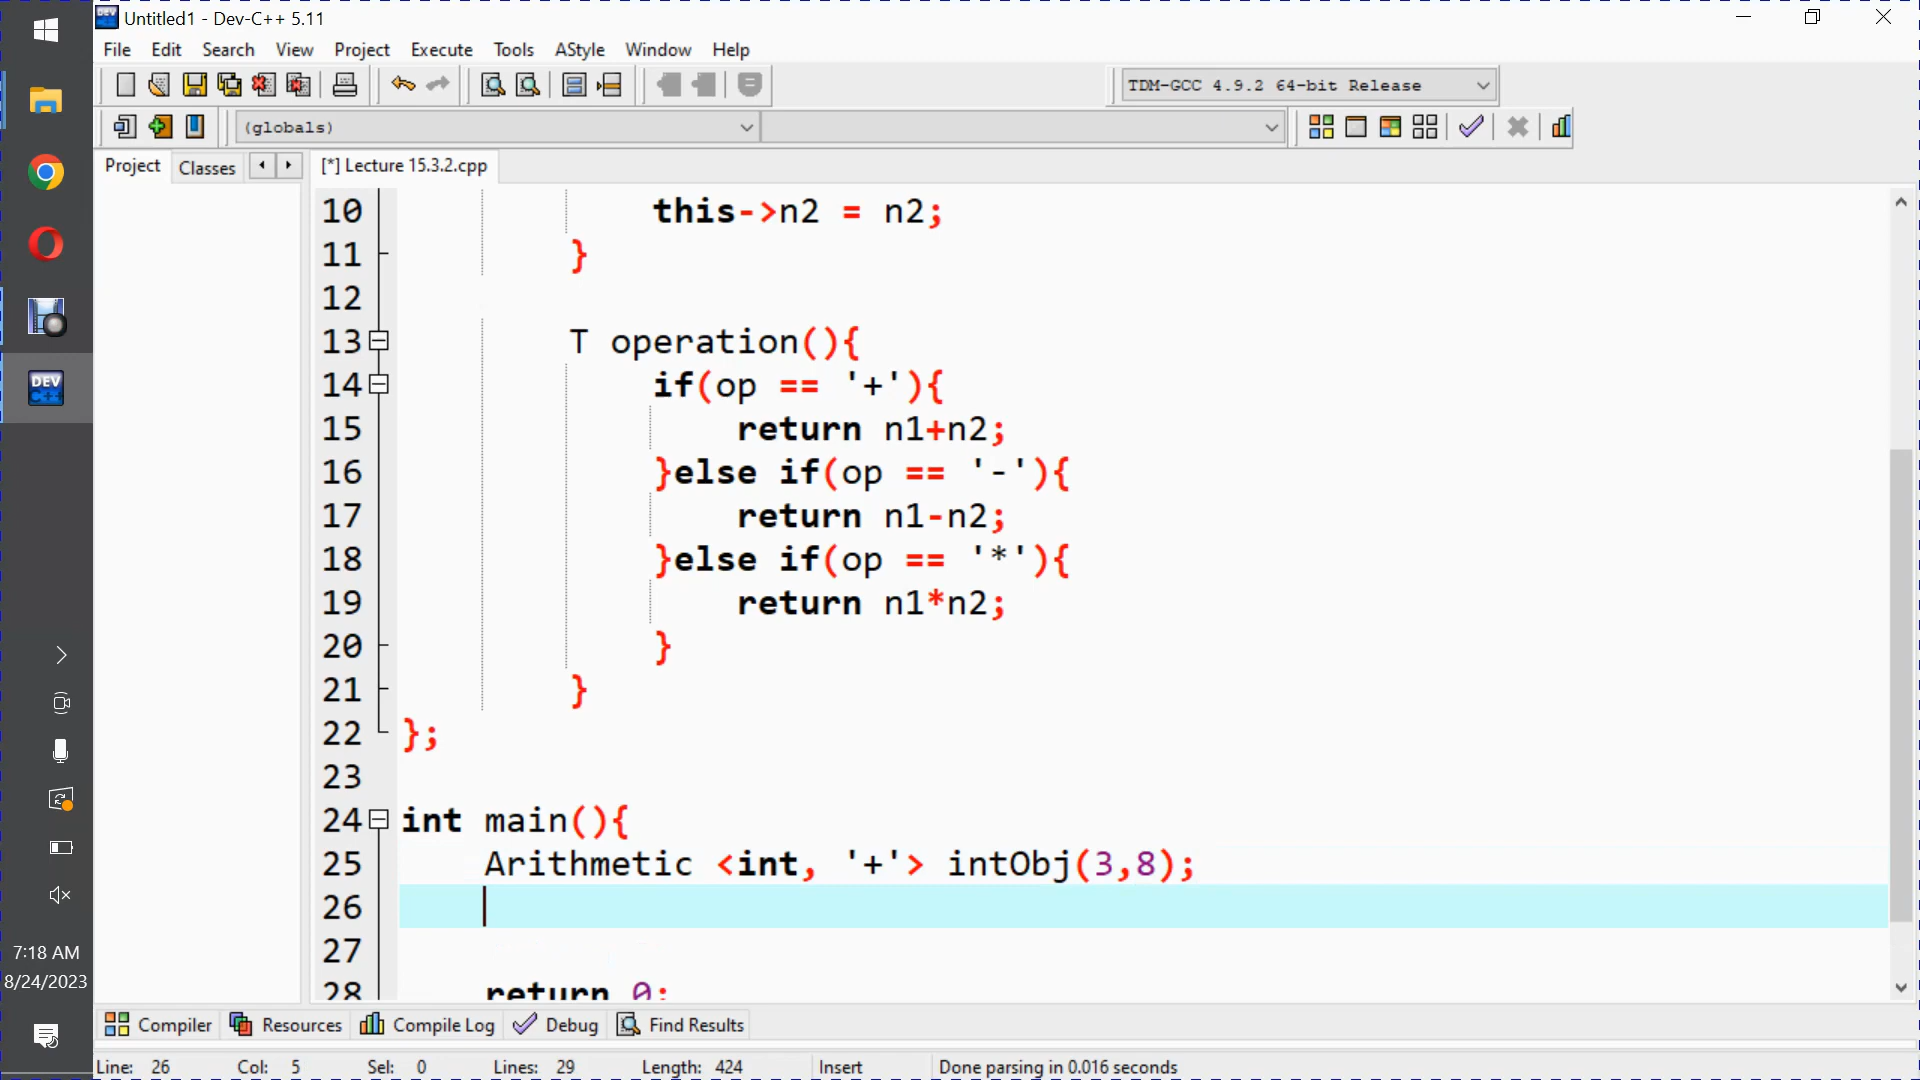 Untitled1 - Dev-C++ 5.11
File Edit Search View Project Execute Tools AStyle Window Help
TDM-GCC 4.9.2 64-bit Release
(globals)
Project Classes [*] Lecture 15.3.2.cpp
10 this->n2 = n2;
11 }
12
13 T operation(){
14 if(op == '+'){
15 return n1+n2;
16 }else if(op == '-'){
17 return n1-n2;
18 }else if(op == '*'){
19 return n1*n2;
20 }
21 }
22 };
23
24 int main(){
25 Arithmetic <int, '+'> intObj(3,8);
26
27
28 return 0;
DEV
C++
7:18 AM
8/24/2023
Compiler Resources Compile Log Debug Find Results
Line: 26 Col: 5 Sel: 0 Lines: 29 Length: 424 Insert Done parsing in 0.016 seconds